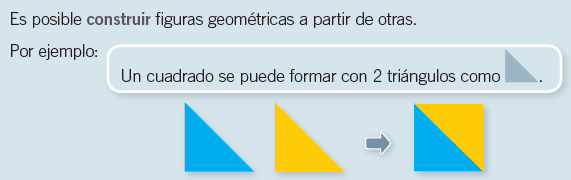 Es posible construir figuras geométricas a partir de otras.
Por ejemplo:
Un cuadrado se puede formar con 2 triángulos como .